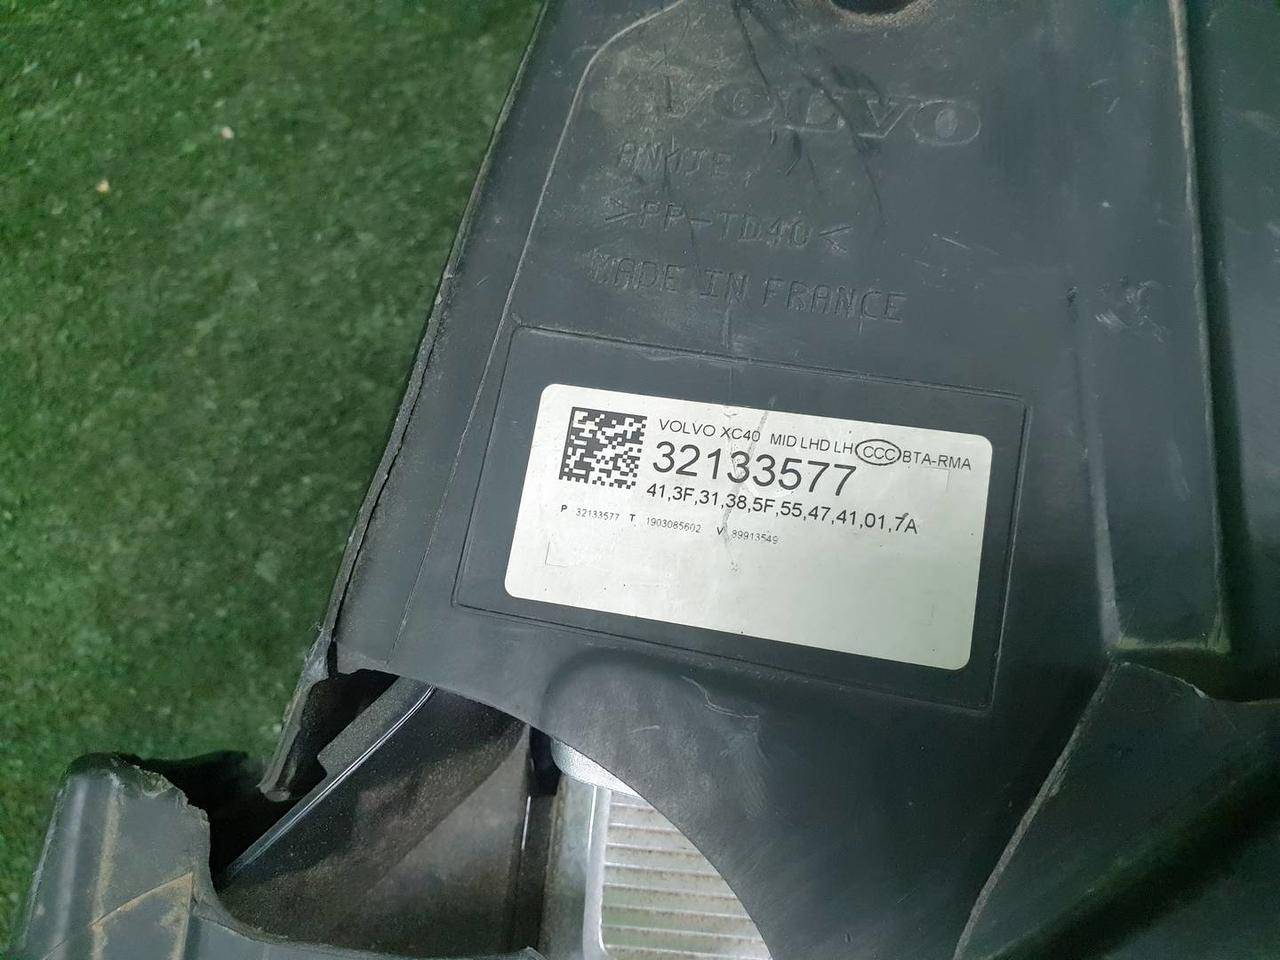 VOLVO
>PP-TD40<
MADE IN FRANCE
VOLVO XC40 MID LHD LH CCC BTA-RMA
32133577
41,3F,31,38,5F,55,47,41,01,7A
P 32133577 T 1903085602 V 89913549